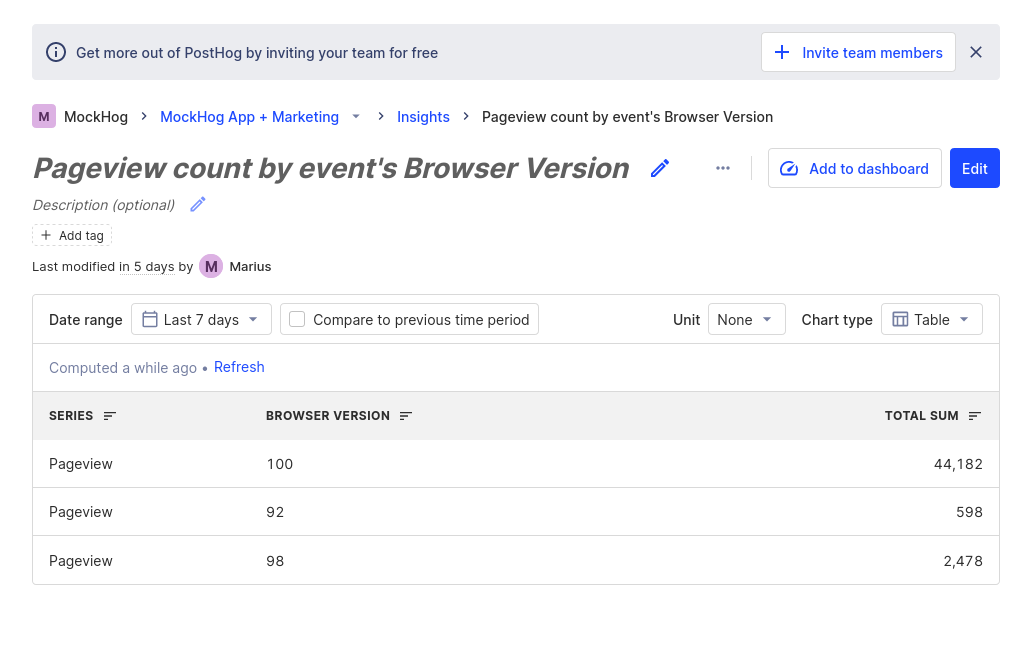 Get more out of PostHog by inviting your team for free
Invite team members
M MockHog > MockHog App + Marketing > Insights > Pageview count by event's Browser Version
Pageview count by event's Browser Version
Add to dashboard
Edit
Description (optional)
+ Add tag
Last modified in 5 days by M Marius
Date range Last 7 days Compare to previous time period Unit None Chart type Table
Computed a while ago • Refresh
SERIES BROWSER VERSION TOTAL SUM
Pageview 100 44,182
Pageview 92 598
Pageview 98 2,478